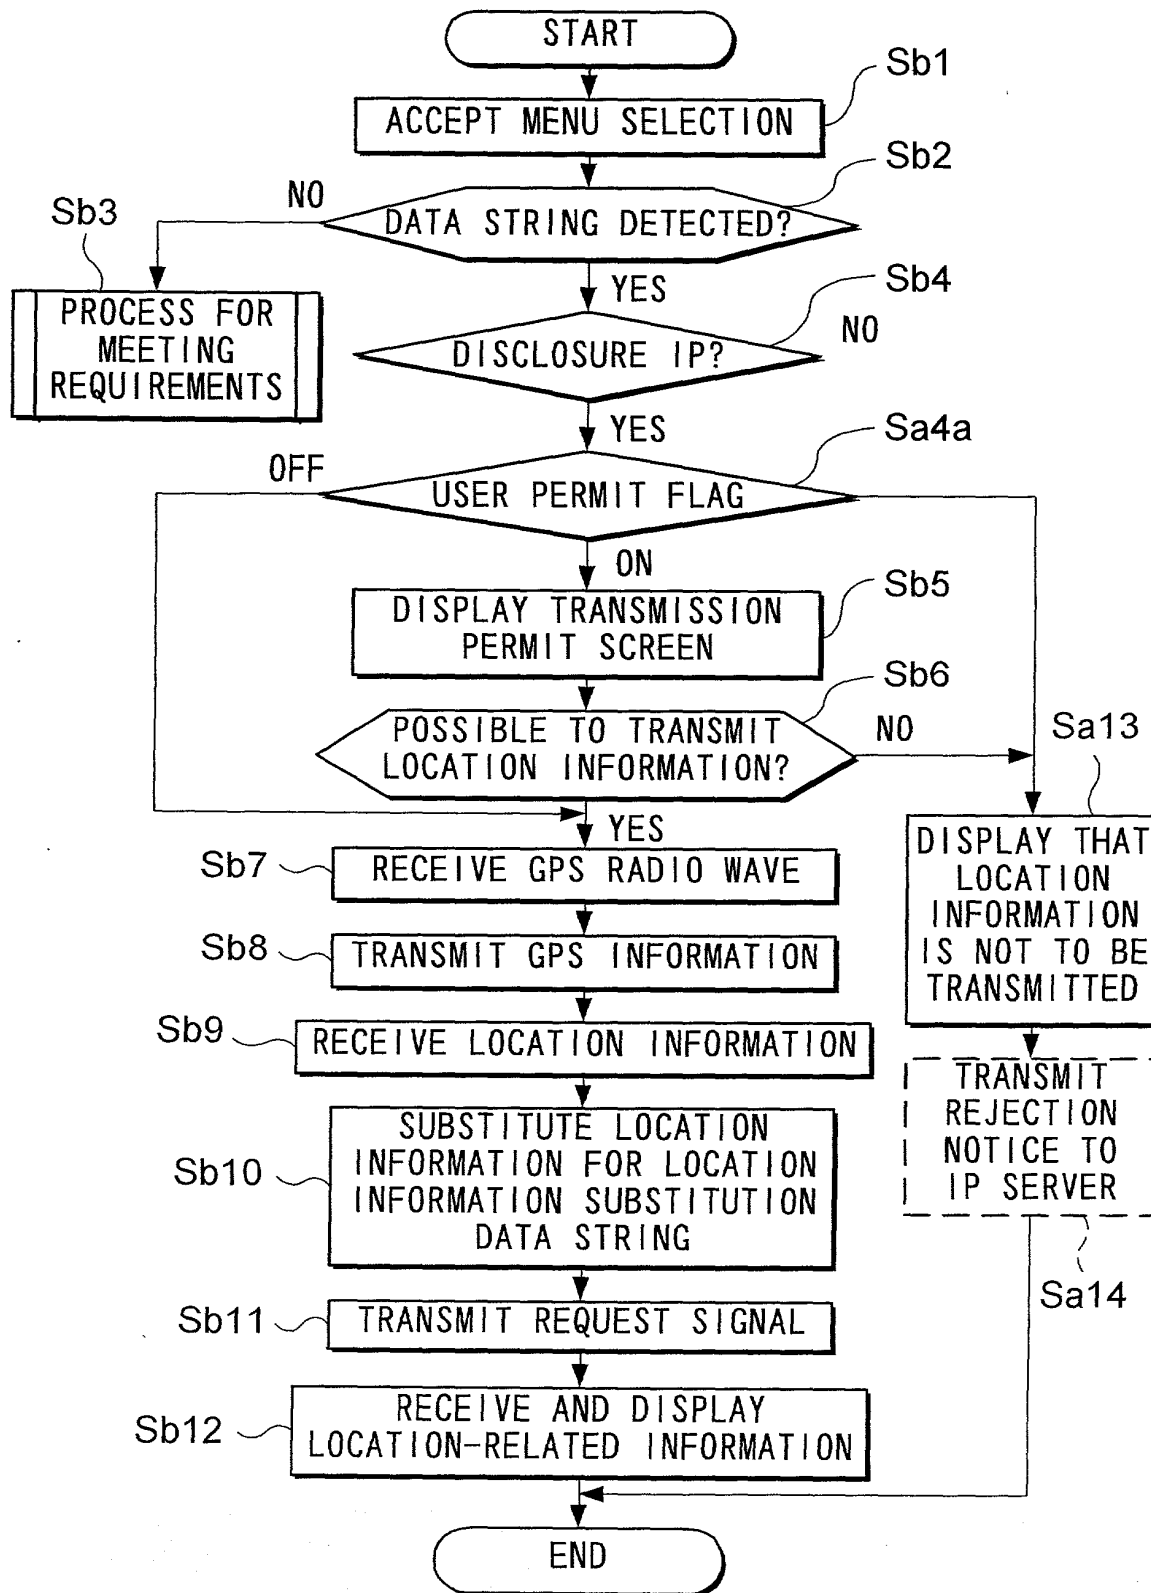 START
Sb1
ACCEPT MENU SELECTION
Sb2
NO
DATA STRING DETECTED?
Sb3
YES
Sb4
PROCESS FOR
MEETING
REQUIREMENTS
NO
DISCLOSURE IP?
YES
Sa4a
OFF
USER PERMIT FLAG
ON
Sb5
DISPLAY TRANSMISSION
PERMIT SCREEN
Sb6
POSSIBLE TO TRANSMIT
LOCATION INFORMATION?
NO
Sa13
YES
DISPLAY THAT
LOCATION
INFORMATION
IS NOT TO BE
TRANSMITTED
Sb7
RECEIVE GPS RADIO WAVE
Sb8
TRANSMIT GPS INFORMATION
Sb9
RECEIVE LOCATION INFORMATION
TRANSMIT
REJECTION
NOTICE TO
IP SERVER
Sa14
Sb10
SUBSTITUTE LOCATION
INFORMATION FOR LOCATION
INFORMATION SUBSTITUTION
DATA STRING
Sb11
TRANSMIT REQUEST SIGNAL
Sb12
RECEIVE AND DISPLAY
LOCATION-RELATED INFORMATION
END